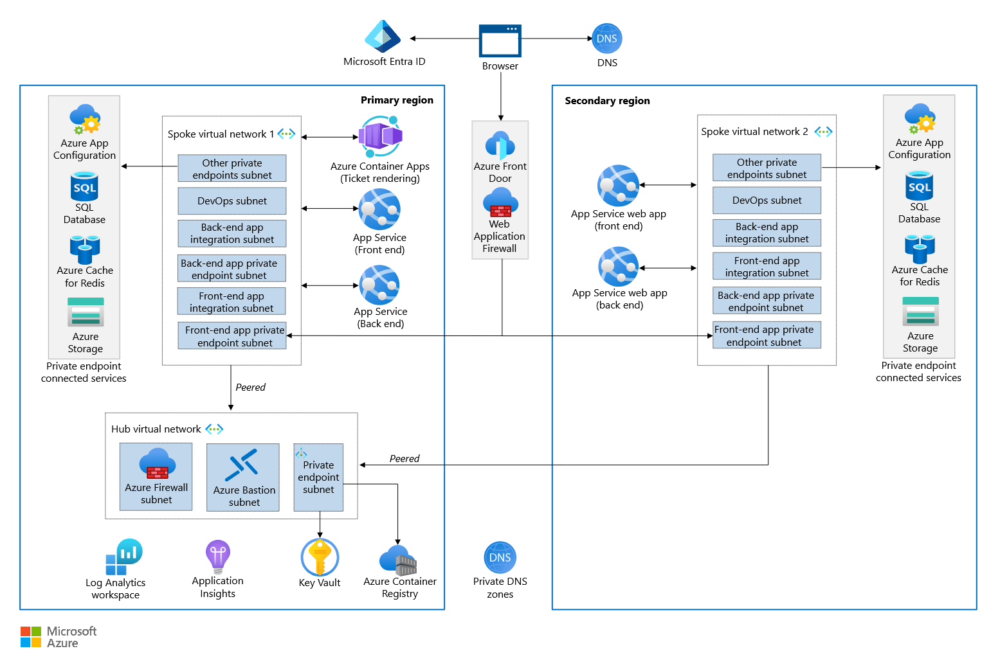 DNS
Microsoft Entra ID
Browser
DNS
Primary region
Azure App
Configuration
SQL
SQL
Database
Azure Cache
for Redis
Azure
Storage
Private endpoint
connected services
Spoke virtual network 1
Other private
endpoints subnet
DevOps subnet
Back-end app
integration subnet
Back-end app private
endpoint subnet
Front-end app
integration subnet
Front-end app private
endpoint subnet
Azure Container Apps
(Ticket rendering)
App Service
(Front end)
App Service
(Back end)
Peered
Hub virtual network
Azure Firewall
subnet
Azure Bastion
subnet
Private
endpoint
subnet
Peered
Log Analytics
workspace
Application
Insights
Key Vault
Azure Container
Registry
Azure Front
Door
Web
Application
Firewall
DNS
Private DNS
zones
Secondary region
App Service web app
(front end)
App Service web app
(back end)
Spoke virtual network 2
Other private
endpoints subnet
DevOps subnet
Back-end app
integration subnet
Front-end app
integration subnet
Back-end app private
endpoint subnet
Front-end app private
endpoint subnet
Azure App
Configuration
SQL
SQL
Database
Azure Cache
for Redis
Azure
Storage
Private endpoint
connected services
Microsoft
Azure